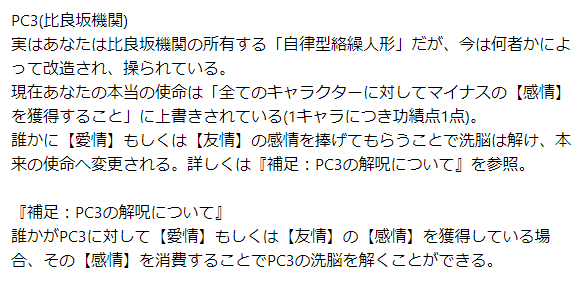 PC3(比良坂機関)
実はあなたは比良坂機関の所有する「自律型絡繰人形」だが、今は何者かによ
って改造され、操られている。
現在あなたの本当の使命は「全てのキャラクターに対してマイナスの【感情】
を獲得すること」に上書きされている(1キャラにつき功績点1点)。
誰かに【愛情】もしくは【友情】の感情を捧げてもらうことで洗脳は解け、本
来の使命へ変更される。詳しくは『補足：PC3の解呪について』を参照。

『補足：PC3の解呪について』
誰かがPC3に対して【愛情】もしくは【友情】の【感情】を獲得している場
合、その【感情】を消費することでPC3の洗脳を解くことができる。